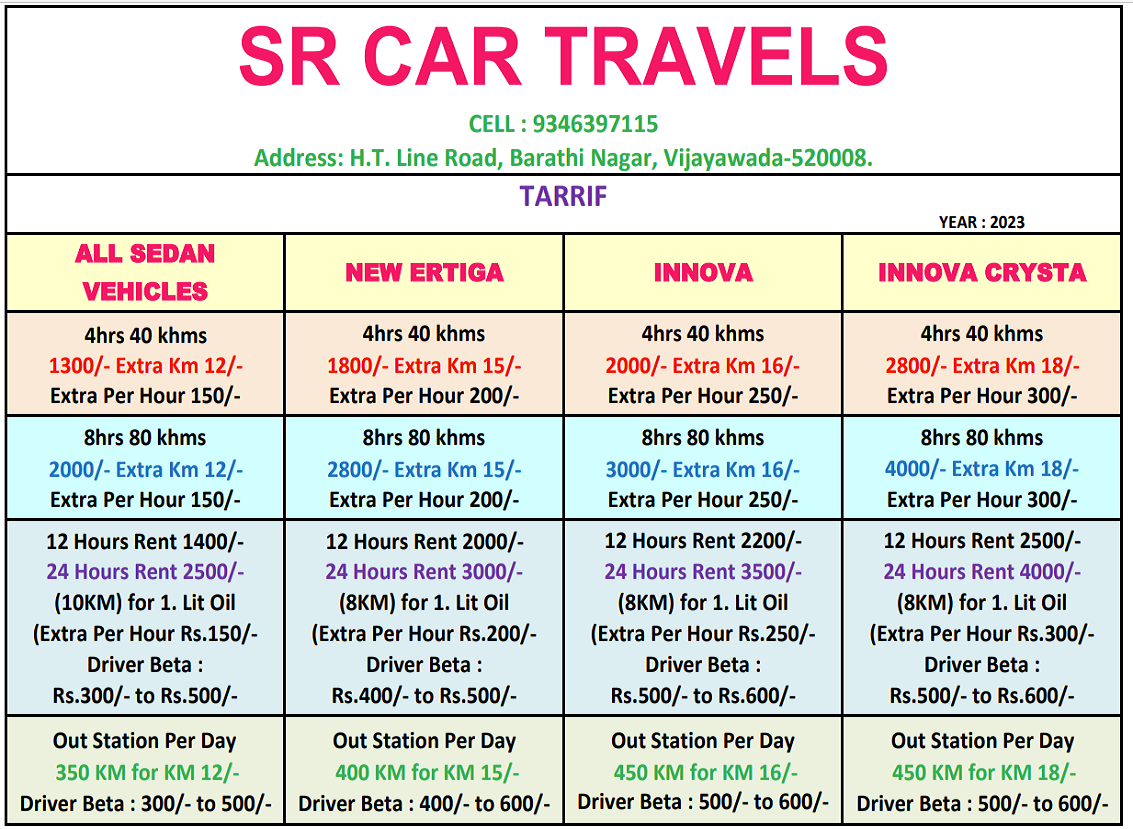 SR CAR TRAVELS
CELL : 9346397115
Address: H.T. Line Road, Barathi Nagar, Vijayawada-520008.
TARRIF
YEAR : 2023
ALL SEDAN
VEHICLES
NEW ERTIGA
INNOVA
INNOVA CRYSTA
4hrs 40 khms
1300/- Extra Km 12/-
Extra Per Hour 150/-
4hrs 40 khms
1800/- Extra Km 15/-
Extra Per Hour 200/-
4hrs 40 khms
2000/- Extra Km 16/-
Extra Per Hour 250/-
4hrs 40 khms
2800/- Extra Km 18/-
Extra Per Hour 300/-
8hrs 80 khms
2000/- Extra Km 12/-
Extra Per Hour 150/-
8hrs 80 khms
2800/- Extra Km 15/-
Extra Per Hour 200/-
8hrs 80 khms
3000/- Extra Km 16/-
Extra Per Hour 250/-
8hrs 80 khms
4000/- Extra Km 18/-
Extra Per Hour 300/-
12 Hours Rent 1400/-
24 Hours Rent 2500/-
(10KM) for 1. Lit Oil
(Extra Per Hour Rs.150/-
Driver Beta :
Rs.300/- to Rs.500/-
12 Hours Rent 2000/-
24 Hours Rent 3000/-
(8KM) for 1. Lit Oil
(Extra Per Hour Rs.200/-
Driver Beta :
Rs.400/- to Rs.500/-
12 Hours Rent 2200/-
24 Hours Rent 3500/-
(8KM) for 1. Lit Oil
(Extra Per Hour Rs.250/-
Driver Beta :
Rs.500/- to Rs.600/-
12 Hours Rent 2500/-
24 Hours Rent 4000/-
(8KM) for 1. Lit Oil
(Extra Per Hour Rs.300/-
Driver Beta :
Rs.500/- to Rs.600/-
Out Station Per Day
350 KM for KM 12/-
Driver Beta : 300/- to 500/-
Out Station Per Day
400 KM for KM 15/-
Driver Beta : 400/- to 600/-
Out Station Per Day
450 KM for KM 16/-
Driver Beta : 500/- to 600/-
Out Station Per Day
450 KM for KM 18/-
Driver Beta : 500/- to 600/-